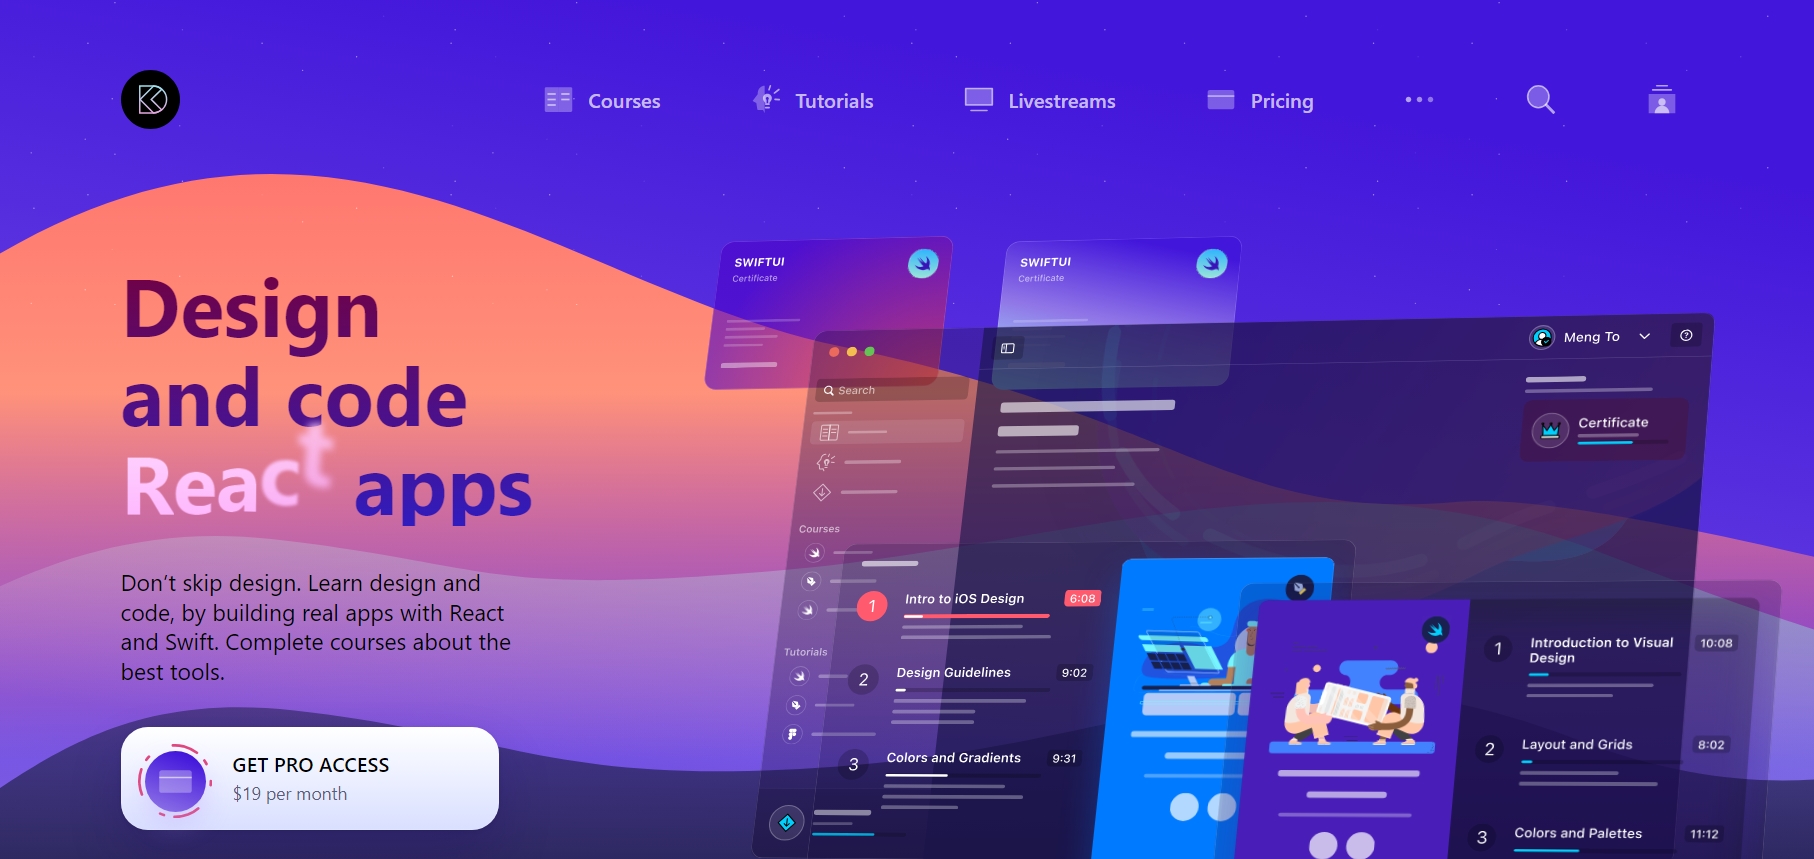 Courses
Tutorials
Livestreams
Pricing
Design
and code
React apps
Don't skip design. Learn design and
code, by building real apps with React
and Swift. Complete courses about the
best tools.
GET PRO ACCESS
$19 per month
SWIFTUI
Certificate
SWIFTUI
Certificate
Meng To
Search
Certificate
Courses
Tutorials
1 Intro to iOS Design 6:08
2 Design Guidelines 9:02
3 Colors and Gradients 9:31
1 Introduction to Visual 10:08
Design
2 Layout and Grids 8:02
3 Colors and Palettes 11:12